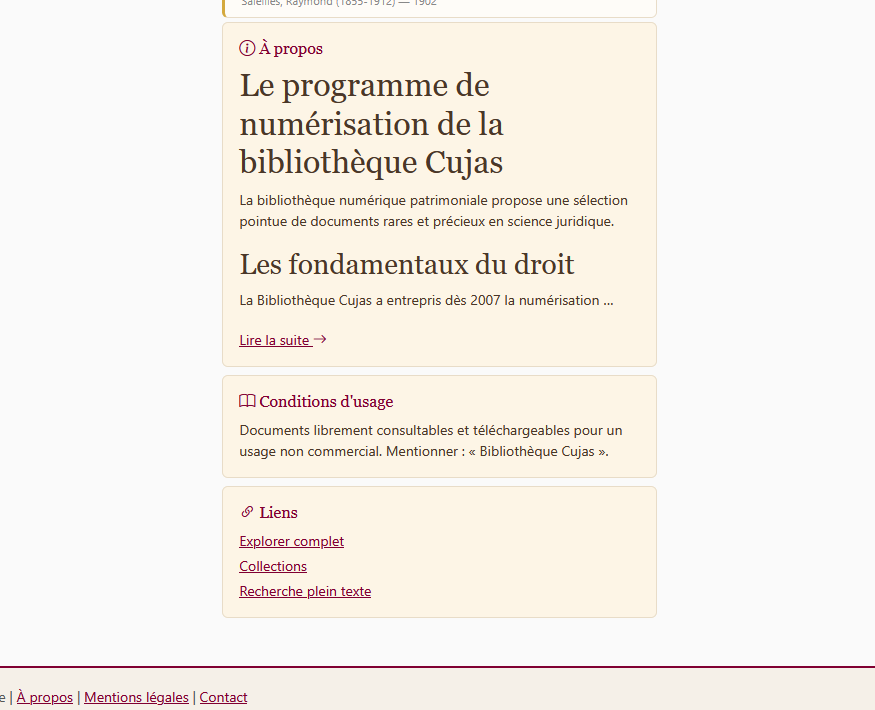 Saleilles, Raymond (1855-1912) — 1902
À propos
Le programme de
numérisation de la
bibliothèque Cujas
La bibliothèque numérique patrimoniale propose une sélection
pointue de documents rares et précieux en science juridique.
Les fondamentaux du droit
La Bibliothèque Cujas a entrepris dès 2007 la numérisation ...
Lire la suite →
Conditions d'usage
Documents librement consultables et téléchargeables pour un
usage non commercial. Mentionner : « Bibliothèque Cujas ».
Liens
Explorer complet
Collections
Recherche plein texte
e | À propos | Mentions légales | Contact